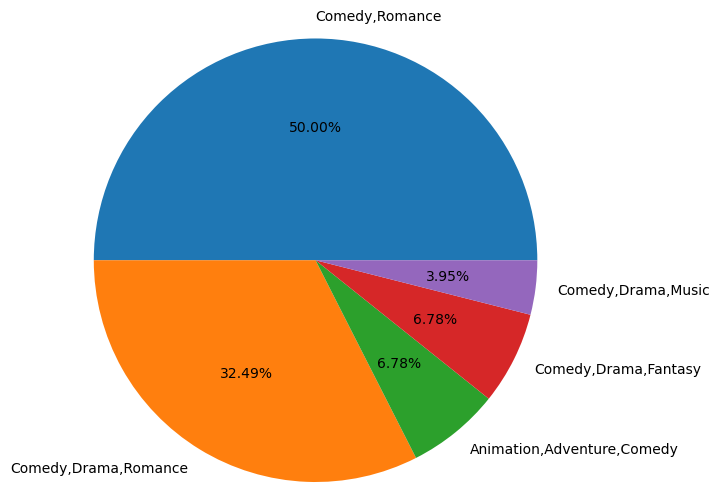 Comedy,Romance
50.00%
3.95%
Comedy,Drama,Music
6.78%
6.78%
Comedy,Drama,Fantasy
32.49%
Animation,Adventure,Comedy
Comedy,Drama,Romance